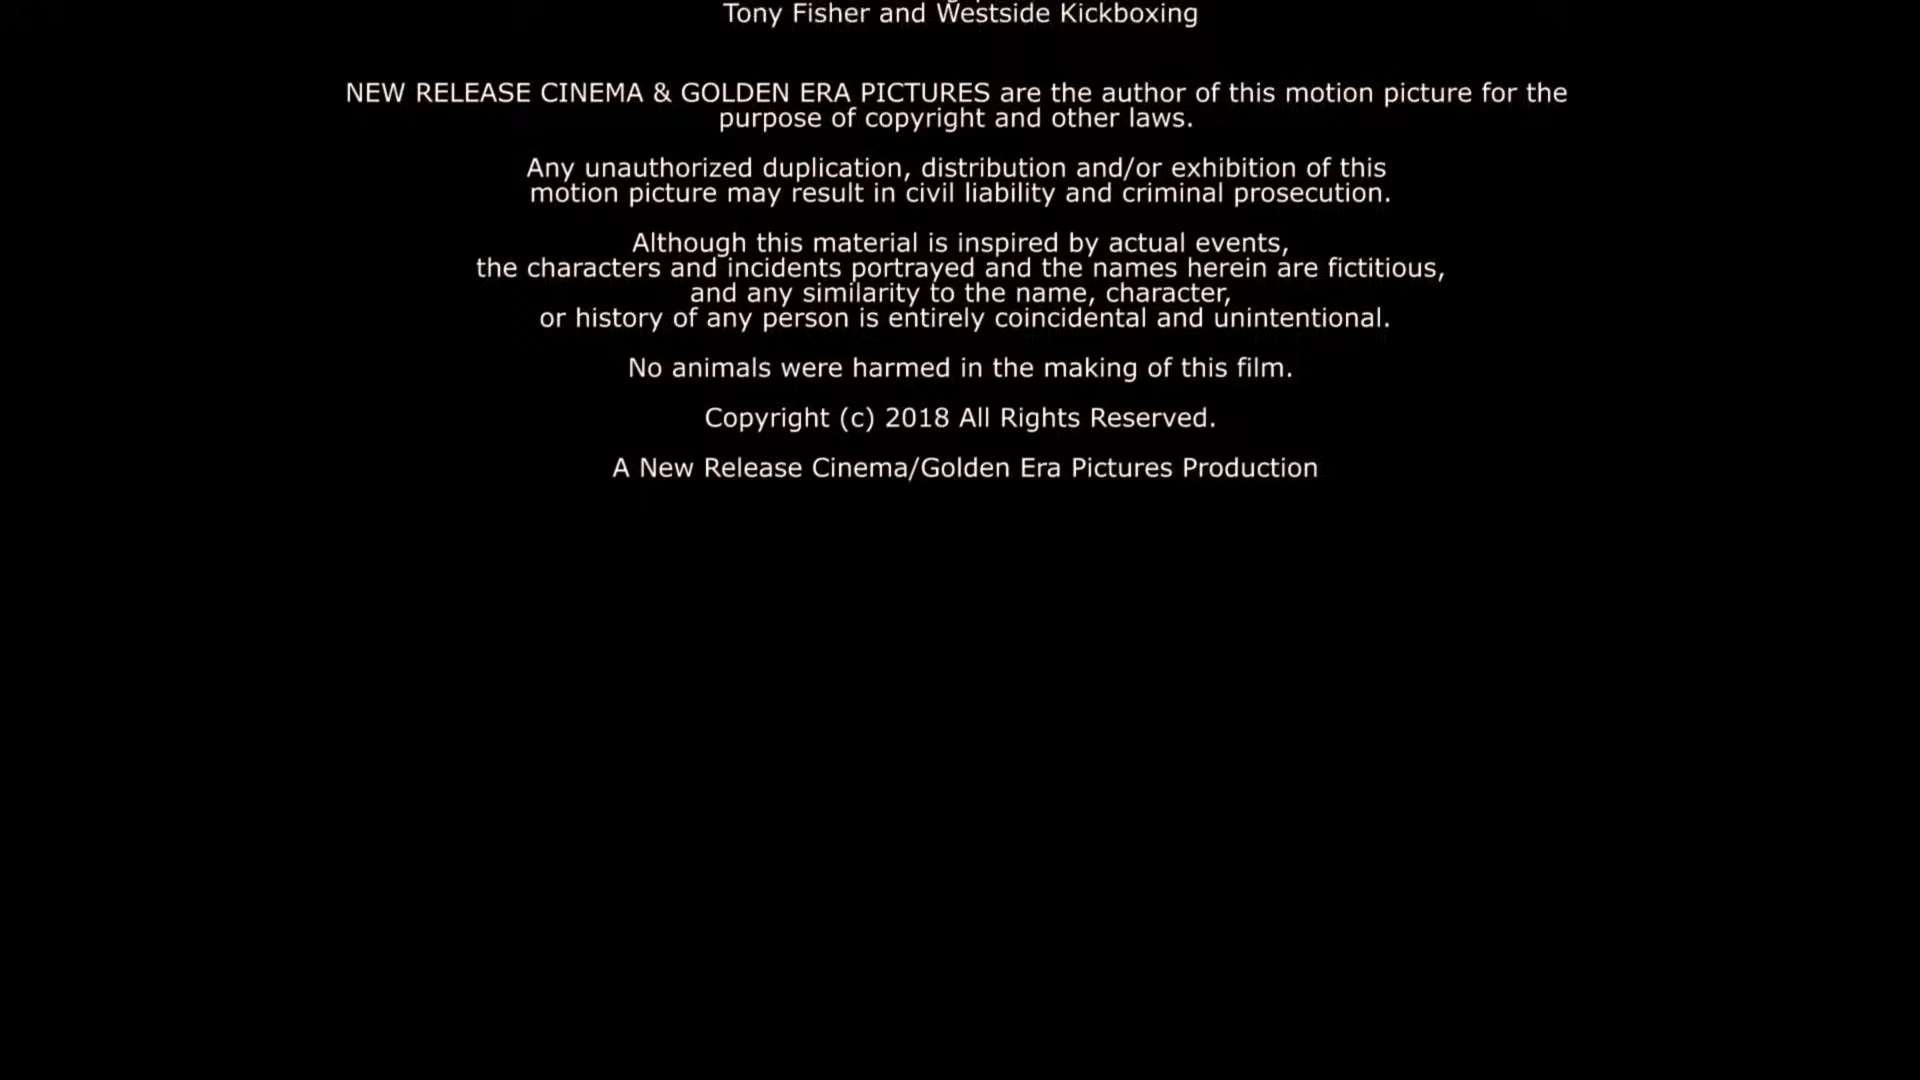 Tony Fisher and Westside Kickboxing
NEW RELEASE CINEMA & GOLDEN ERA PICTURES are the author of this motion picture for the
purpose of copyright and other laws.
Any unauthorized duplication, distribution and/or exhibition of this
motion picture may result in civil liability and criminal prosecution.
Although this material is inspired by actual events,
the characters and incidents portrayed and the names herein are fictitious,
and any similarity to the name, character,
or history of any person is entirely coincidental and unintentional.
No animals were harmed in the making of this film.
Copyright (c) 2018 All Rights Reserved.
A New Release Cinema/Golden Era Pictures Production